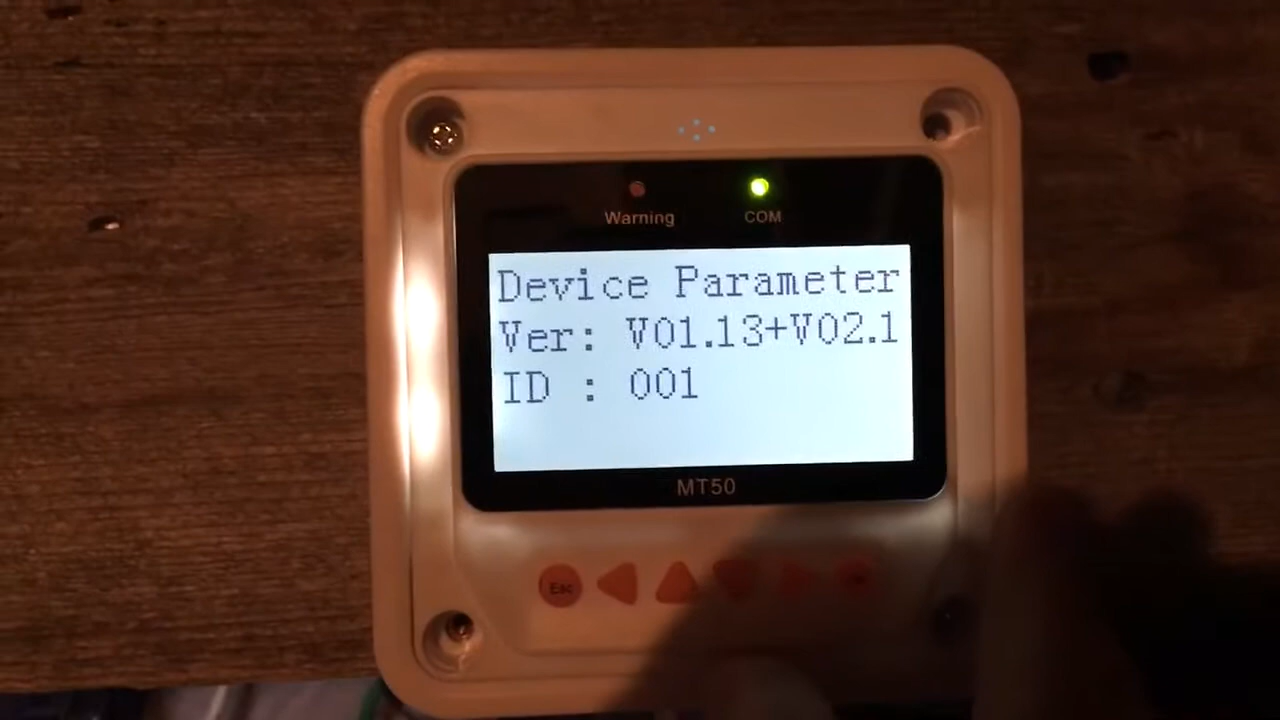 Warning
COM
Device Parameter
Ver: V01.13+V02.1
ID : 001
MT50
Esc